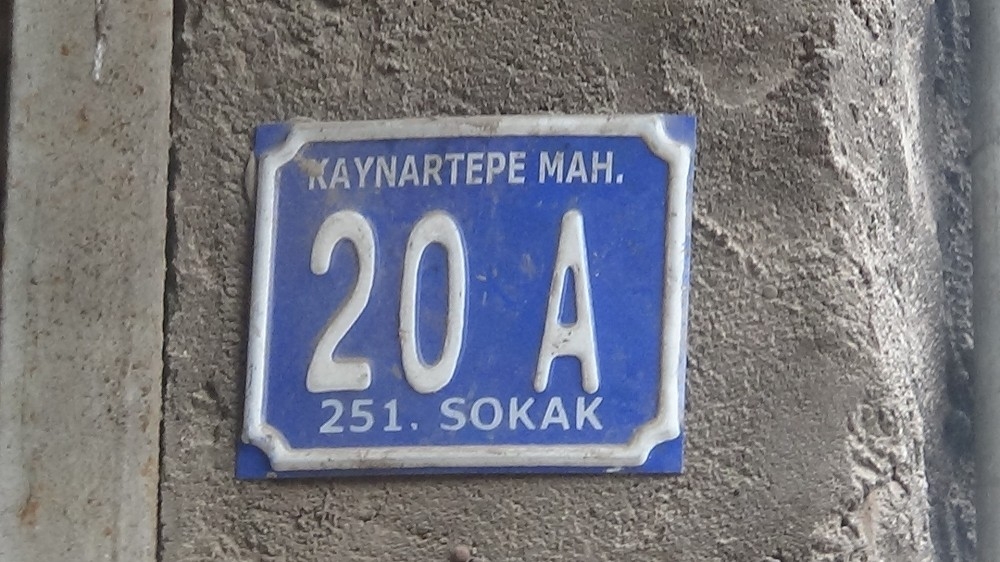 KAYNARTEPE MAH.
20 A
251. SOKAK